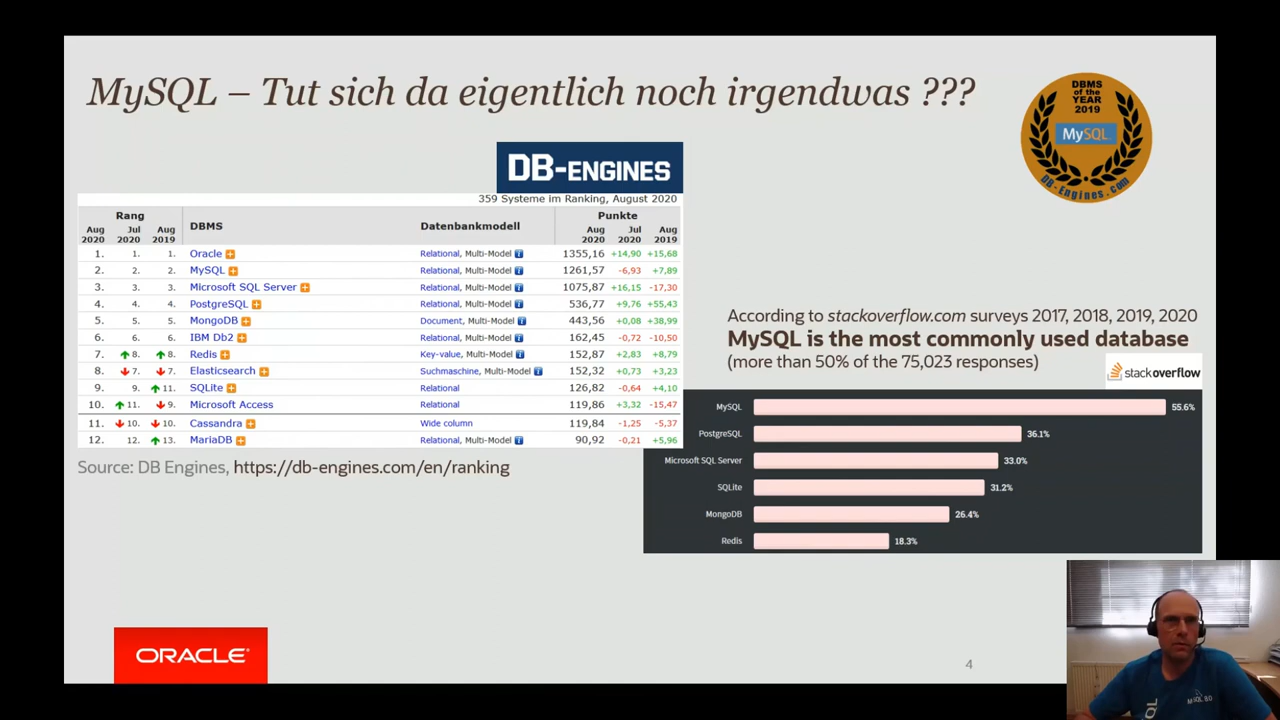 MySQL – Tut sich da eigentlich noch irgendwas ???
DBMS
of the
YEAR
2019
MySQL
DB-Engines.com
DB-ENGINES
359 Systeme im Ranking, August 2020
Rang DBMS Datenbankmodell Punkte
Aug 2020 Jul 2020 Aug 2019 Aug 2020 Jul 2020 Aug 2019
1. 1. 1. Oracle Relational, Multi-Model 1355,16 +14,90 +15,68
2. 2. 2. MySQL Relational, Multi-Model 1261,57 -6,93 +7,89
3. 3. 3. Microsoft SQL Server Relational, Multi-Model 1075,87 +16,15 -17,30
4. 4. 4. PostgreSQL Relational, Multi-Model 536,77 +9,76 +55,43
5. 5. 5. MongoDB Document, Multi-Model 443,56 +0,08 +38,99
6. 6. 6. IBM Db2 Relational, Multi-Model 162,45 -0,72 -10,50
7. 8. 8. Redis Key-value, Multi-Model 152,87 +2,83 +8,79
8. 7. 7. Elasticsearch Suchmaschine, Multi-Model 152,32 +0,73 +3,23
9. 9. 11. SQLite Relational 126,82 -0,64 +4,10
10. 11. 9. Microsoft Access Relational 119,86 +3,32 -15,47
11. 10. 10. Cassandra Wide column 119,84 -1,25 -5,37
12. 12. 13. MariaDB Relational, Multi-Model 90,92 -0,21 +5,96
Source: DB Engines, https://db-engines.com/en/ranking
According to stackoverflow.com surveys 2017, 2018, 2019, 2020
MySQL is the most commonly used database
(more than 50% of the 75,023 responses)
stackoverflow
MySQL 55.6%
PostgreSQL 36.1%
Microsoft SQL Server 33.0%
SQLite 31.2%
MongoDB 26.4%
Redis 18.3%
ORACLE
4